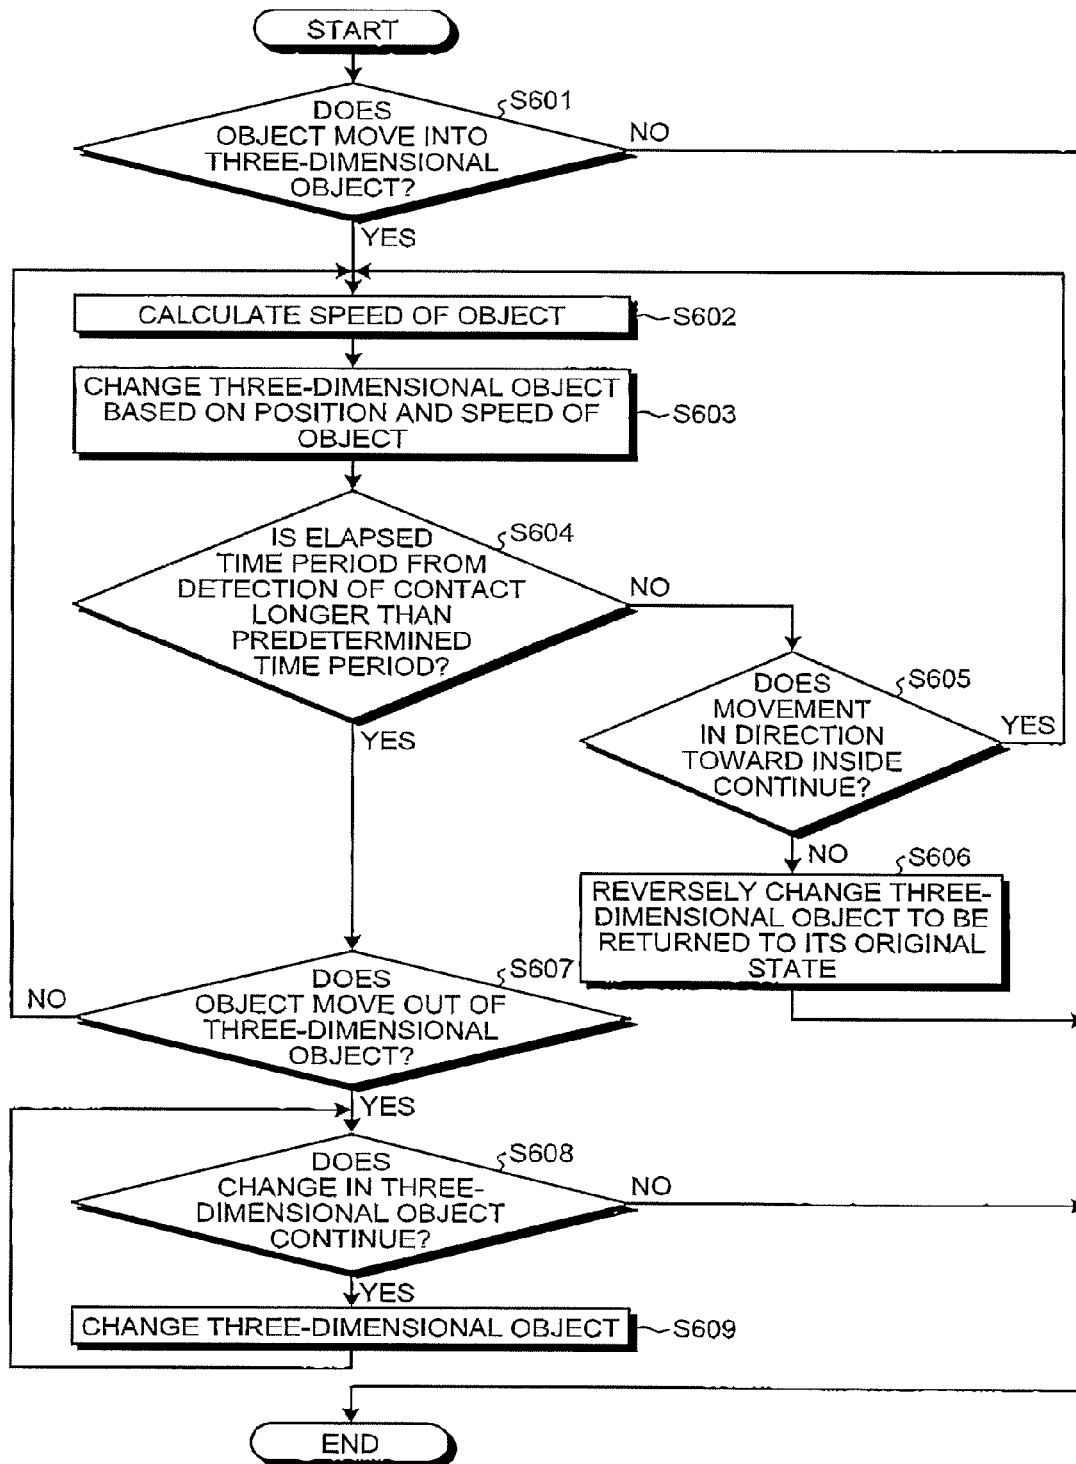 START
S601
DOES
OBJECT MOVE INTO
THREE-DIMENSIONAL
OBJECT?
NO
YES
CALCULATE SPEED OF OBJECT
S602
CHANGE THREE-DIMENSIONAL OBJECT
BASED ON POSITION AND SPEED OF
OBJECT
S603
S604
IS ELAPSED
TIME PERIOD FROM
DETECTION OF CONTACT
LONGER THAN
PREDETERMINED
TIME PERIOD?
NO
YES
S605
DOES
MOVEMENT
IN DIRECTION
TOWARD INSIDE
CONTINUE?
YES
NO
S606
REVERSELY CHANGE THREE-
DIMENSIONAL OBJECT TO BE
RETURNED TO ITS ORIGINAL
STATE
S607
DOES
OBJECT MOVE OUT OF
THREE-DIMENSIONAL
OBJECT?
NO
YES
S608
DOES
CHANGE IN THREE-
DIMENSIONAL OBJECT
CONTINUE?
NO
YES
CHANGE THREE-DIMENSIONAL OBJECT
S609
END